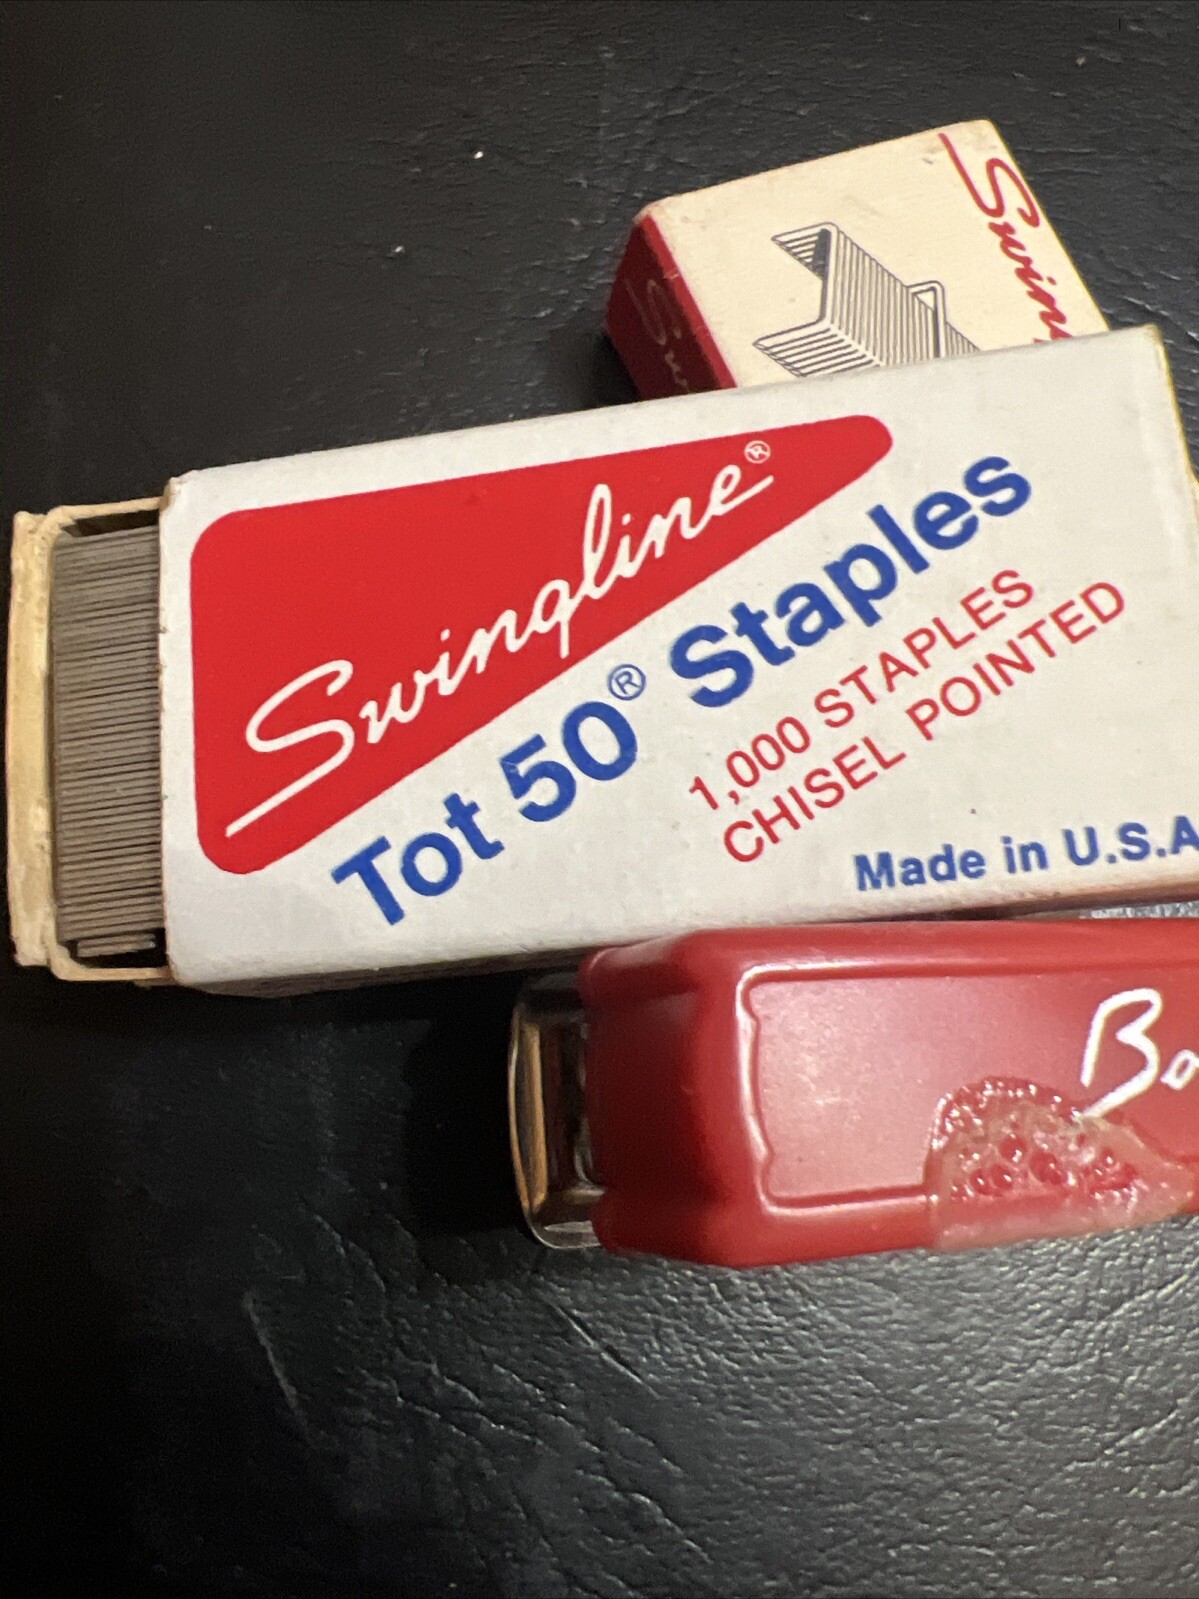 Swingline®
Tot 50® Staples
1,000 STAPLES
CHISEL POINTED
Made in U.S.A